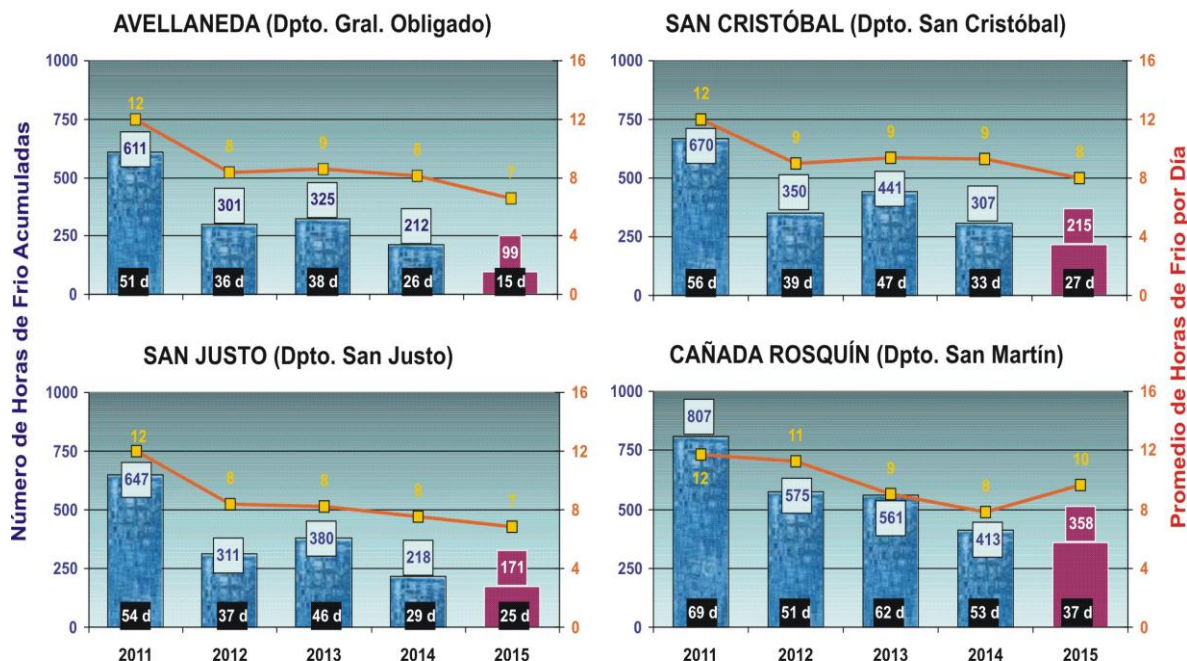 AVELLANEDA (Dpto. Gral. Obligado)
1000
750
500
250
0
16
12
8
4
0
12
8
9
8
7
611
301
325
212
99
51 d
36 d
38 d
26 d
15 d
SAN CRISTÓBAL (Dpto. San Cristóbal)
1000
750
500
250
0
16
12
8
4
0
12
9
9
9
8
670
350
441
307
215
56 d
39 d
47 d
33 d
27 d
SAN JUSTO (Dpto. San Justo)
1000
750
500
250
0
16
12
8
4
0
12
8
8
8
7
647
311
380
218
171
54 d
37 d
46 d
29 d
25 d
2011 2012 2013 2014 2015
CAÑADA ROSQUÍN (Dpto. San Martín)
1000
750
500
250
0
16
12
8
4
0
12
11
9
8
10
807
575
561
413
358
69 d
51 d
62 d
53 d
37 d
2011 2012 2013 2014 2015
Número de Horas de Frio Acumuladas
Promedio de Horas de Frio por Día